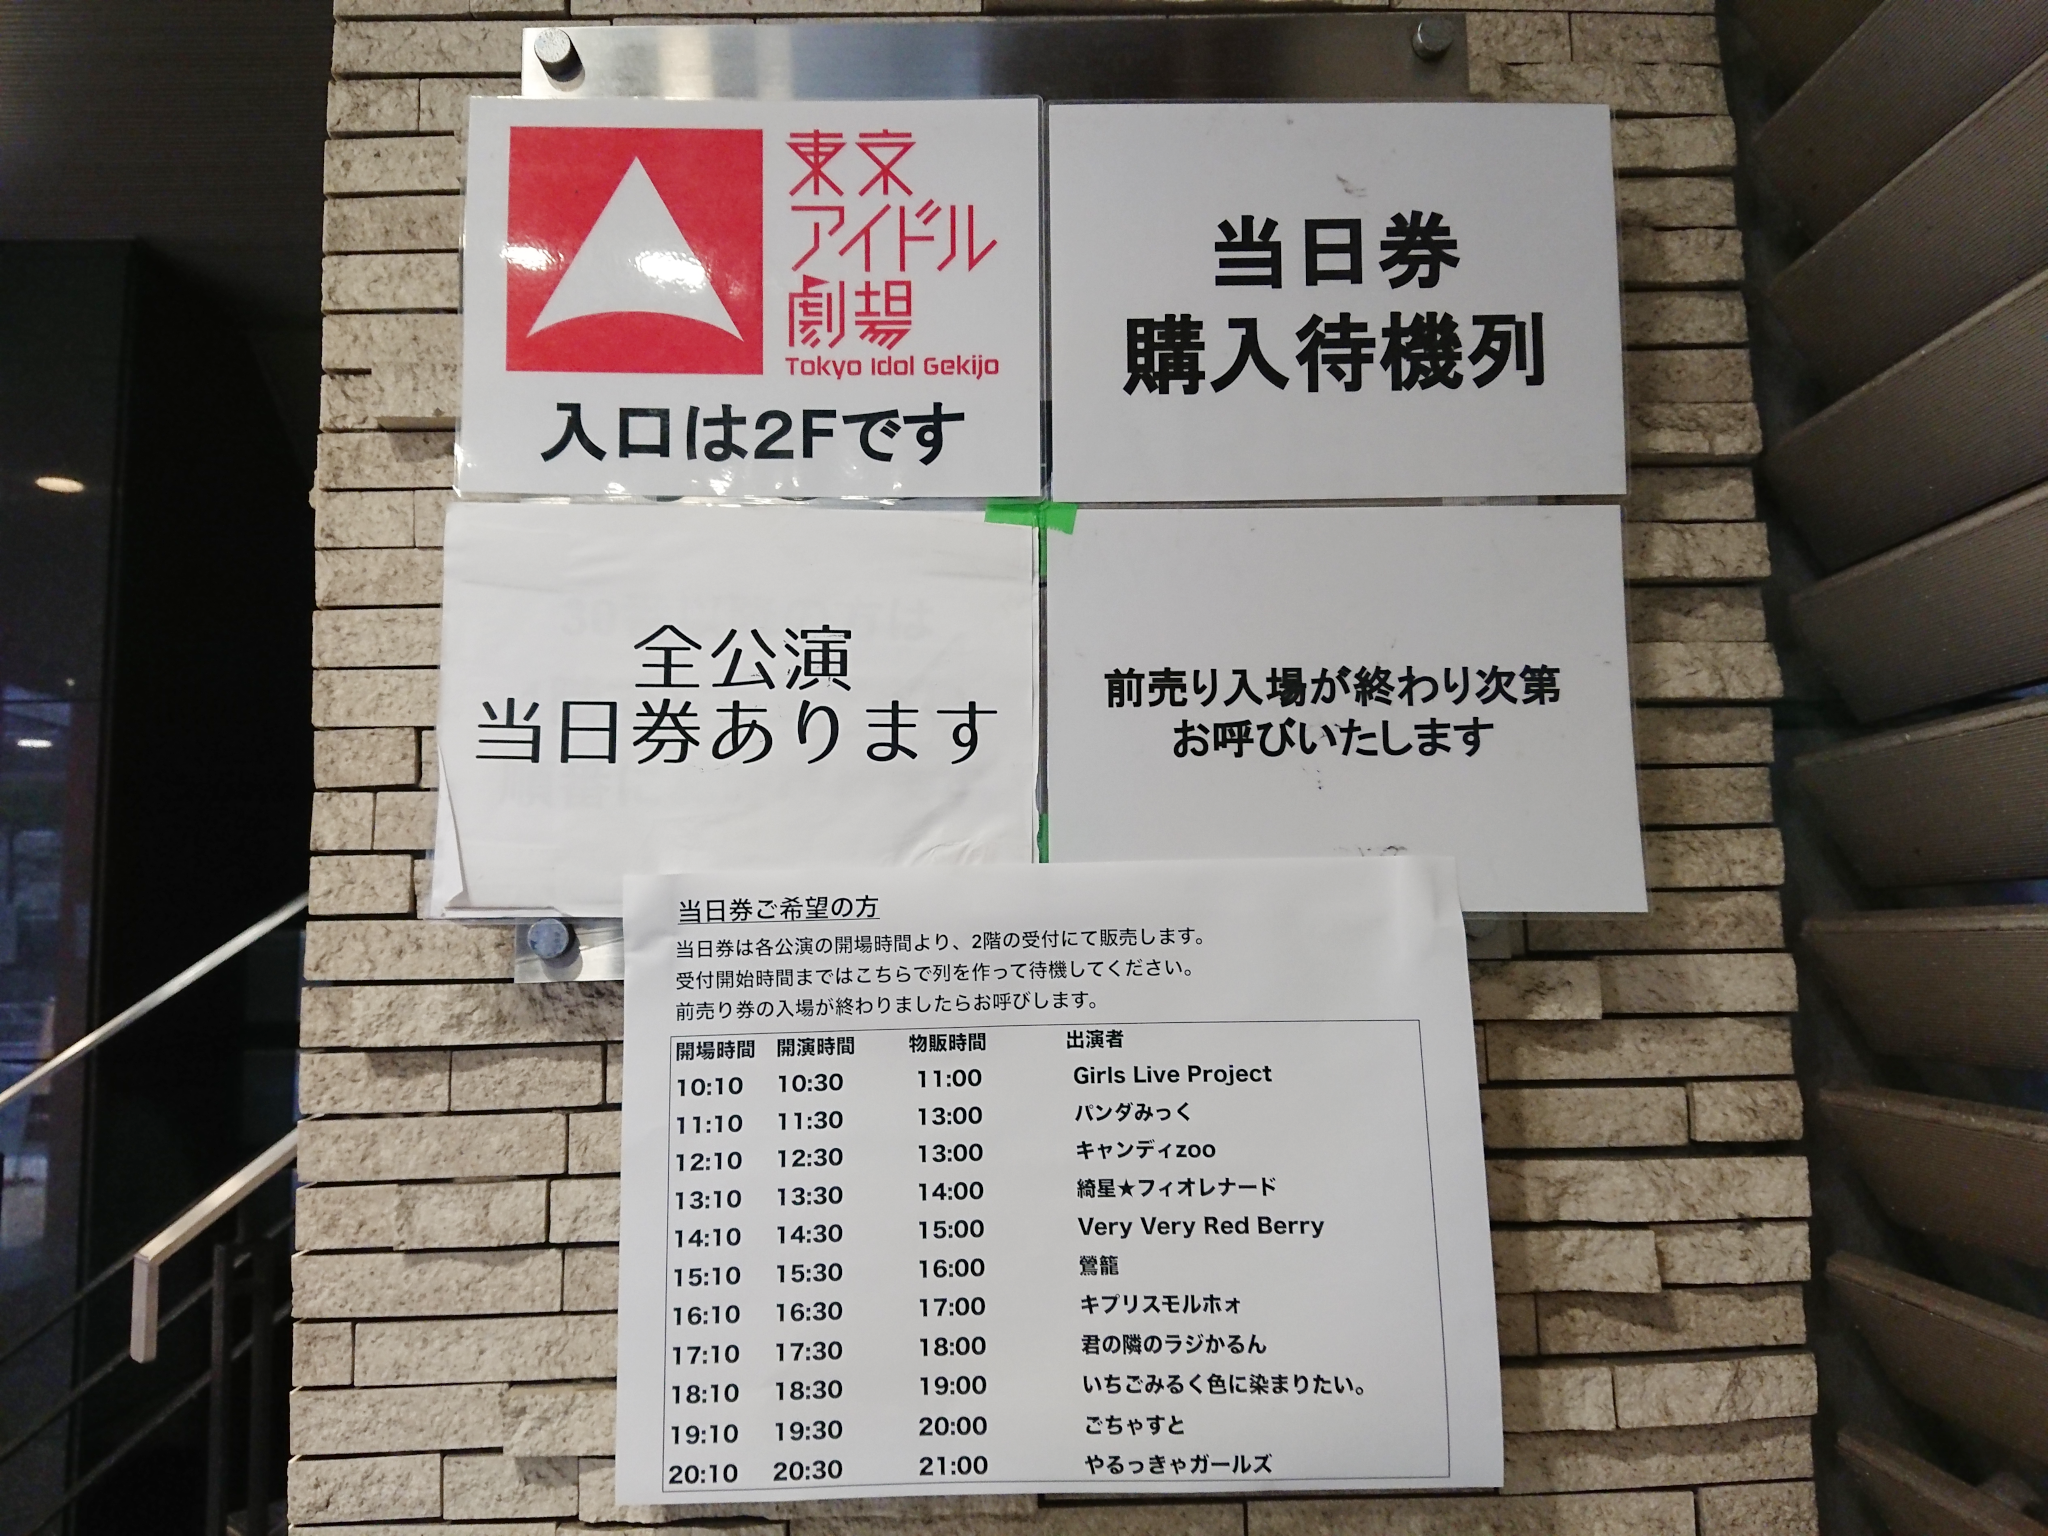 東京
アイドル
劇場
Tokyo Idol Gekijo
入口は2Fです
当日券
購入待機列
全公演
当日券あります
前売り入場が終わり次第
お呼びいたします
当日券ご希望の方
当日券は各公演の開場時間より、2階の受付にて販売します。
受付開始時間まではこちらで列を作って待機してください。
前売り券の入場が終わりましたらお呼びします。
開場時間 開演時間 物販時間 出演者
10:10 10:30 11:00 Girls Live Project
11:10 11:30 13:00 パンダみっく
12:10 12:30 13:00 キャンディzoo
13:10 13:30 14:00 綺星★フィオレナード
14:10 14:30 15:00 Very Very Red Berry
15:10 15:30 16:00 鶯籠
16:10 16:30 17:00 キプリスモルホォ
17:10 17:30 18:00 君の隣のラジかるん
18:10 18:30 19:00 いちごみるく色に染まりたい。
19:10 19:30 20:00 ごちゃすと
20:10 20:30 21:00 やるっきゃガールズ